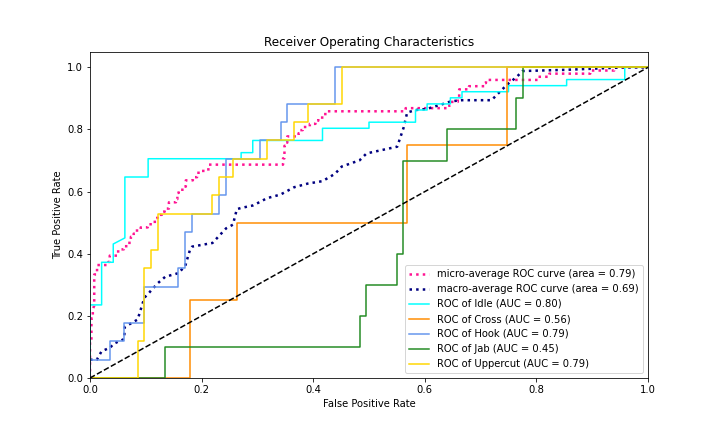 Receiver Operating Characteristics
True Positive Rate
1.0
0.8
0.6
0.4
0.2
0.0
micro-average ROC curve (area = 0.79)
macro-average ROC curve (area = 0.69)
ROC of Idle (AUC = 0.80)
ROC of Cross (AUC = 0.56)
ROC of Hook (AUC = 0.79)
ROC of Jab (AUC = 0.45)
ROC of Uppercut (AUC = 0.79)
0.0 0.2 0.4 0.6 0.8 1.0
False Positive Rate